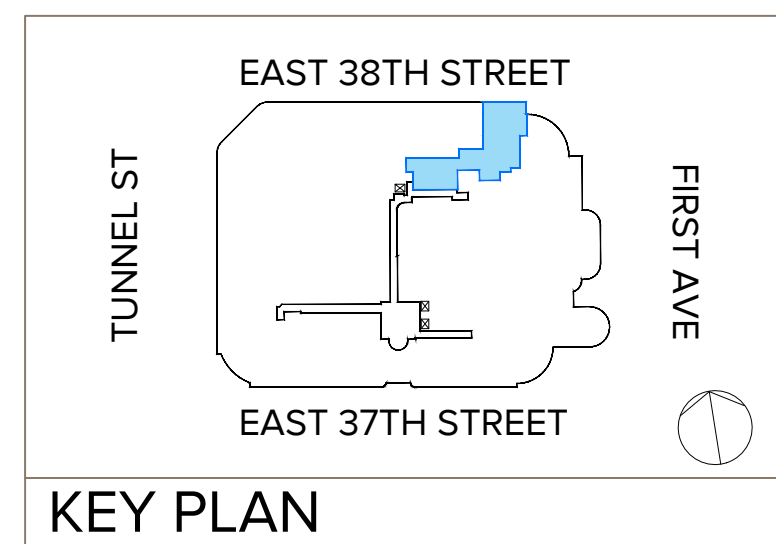 EAST 38TH STREET
TUNNEL ST
FIRST AVE
EAST 37TH STREET
KEY PLAN